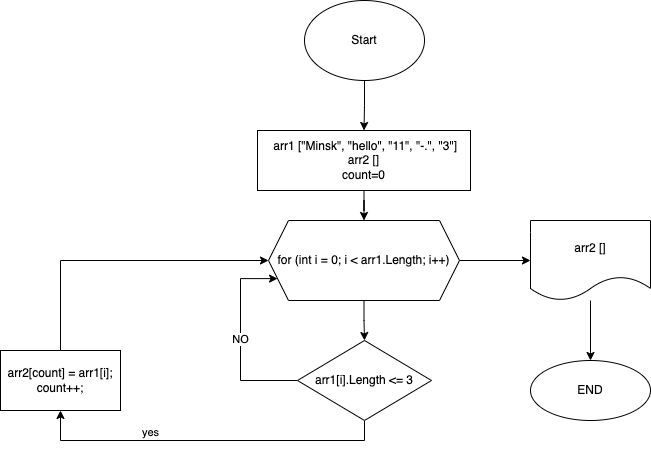 Start
arr1 ["Minsk", "hello", "11", "-.", "3"]
arr2 []
count=0
for (int i = 0; i < arr1.Length; i++)
arr2 []
NO
arr2[count] = arr1[i];
count++;
arr1[i].Length <= 3
END
yes